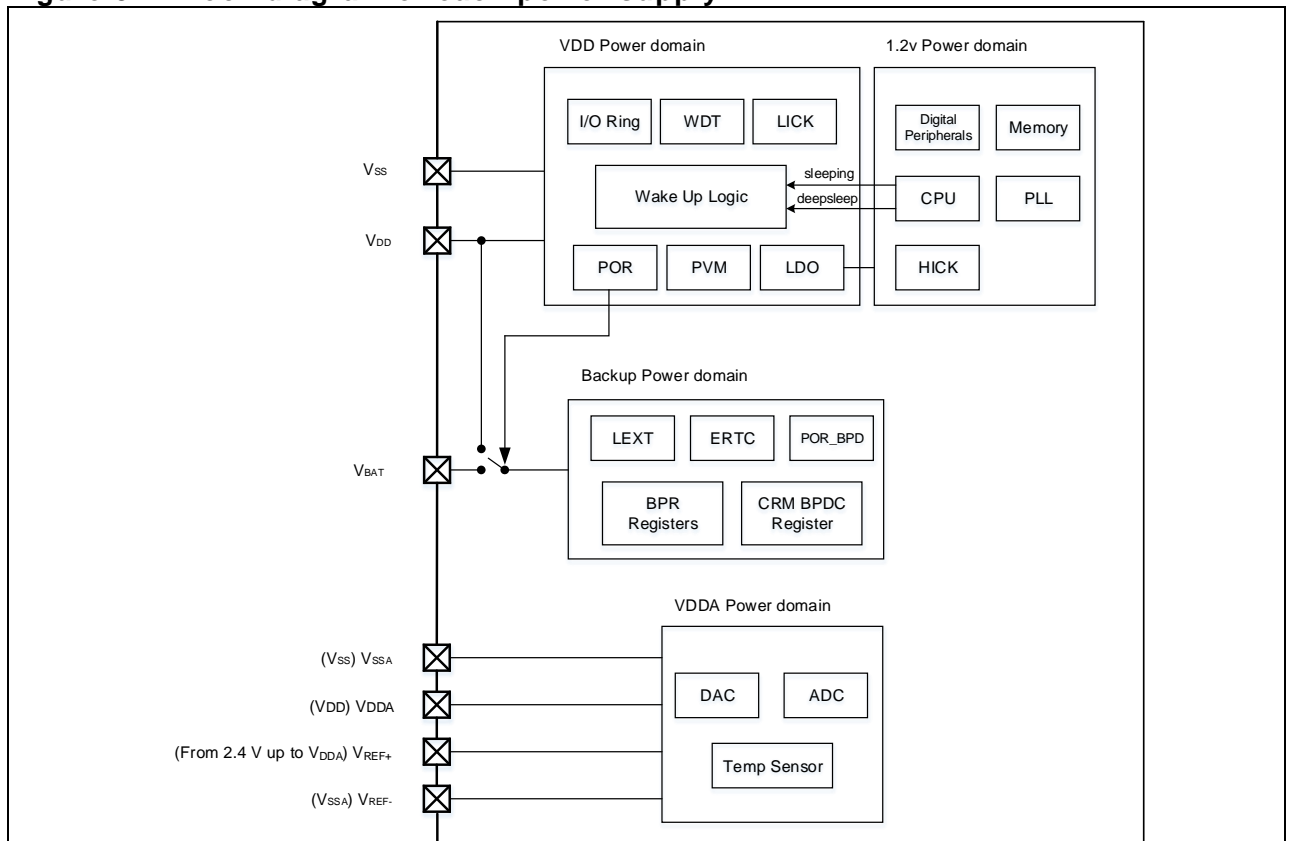 VDD Power domain
1.2v Power domain
I/O Ring
WDT
LICK
Digital
Peripherals
Memory
VSS
Wake Up Logic
sleeping
deepsleep
CPU
PLL
VDD
POR
PVM
LDO
HICK
Backup Power domain
LEXT
ERTC
POR_BPD
VBAT
BPR
Registers
CRM BPDC
Register
VDDA Power domain
(VSS) VSSA
(VDD) VDDA
(From 2.4 V up to VDDA) VREF+
(VSSA) VREF-
DAC
ADC
Temp Sensor